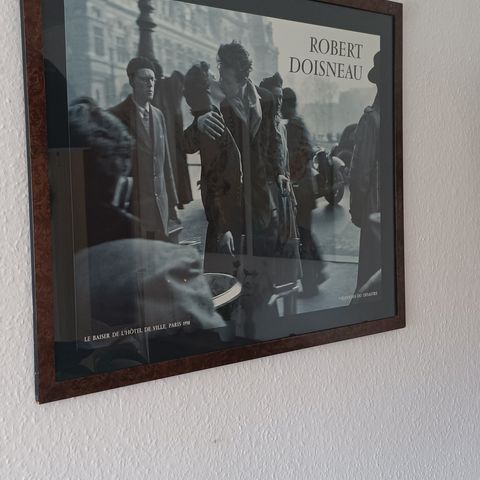 ROBERT
DOISNEAU
LE BAISER DE L'HÔTEL DE VILLE, PARIS 1950